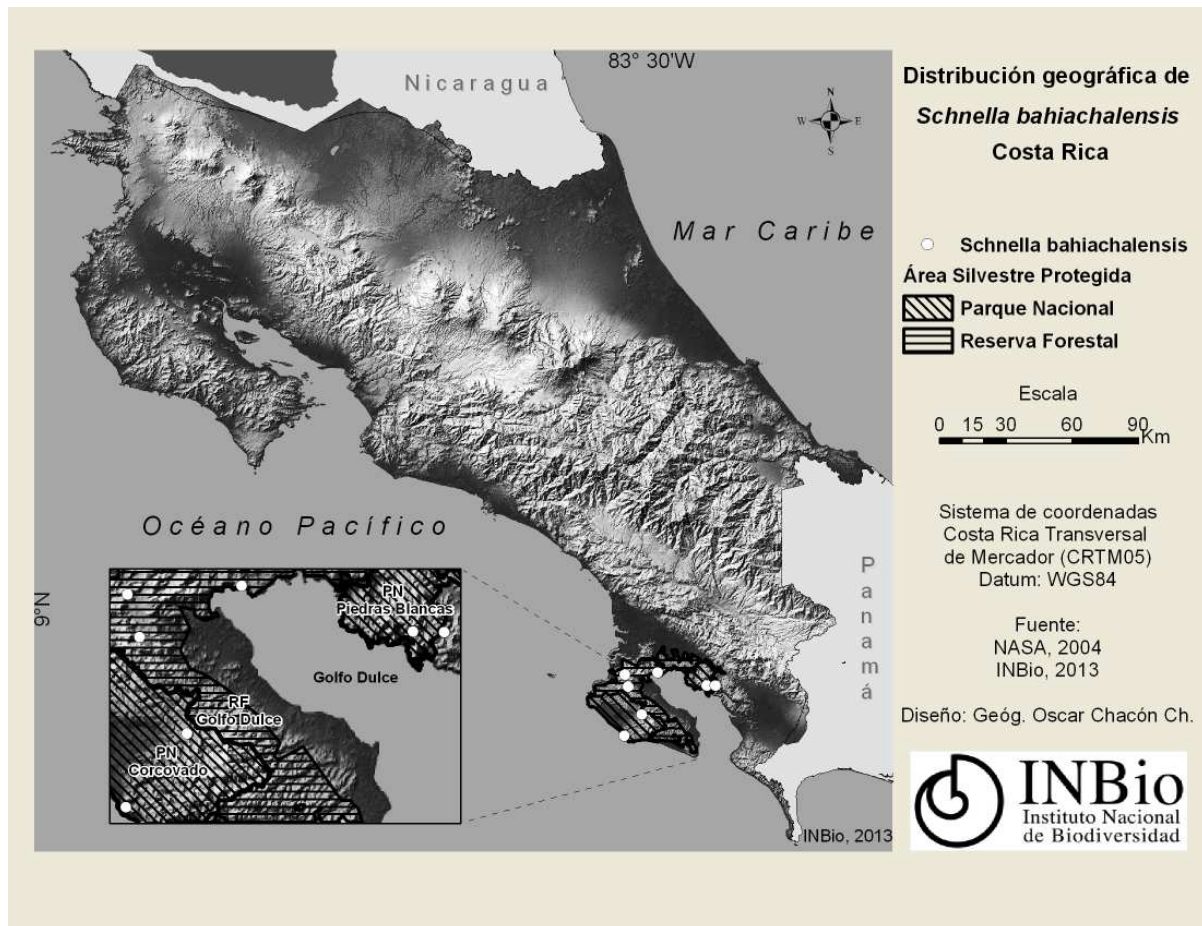 83° 30'W
Nicaragua
N
W E
S
Mar Caribe
Océano Pacífico
9°N
Panamá
PN
Piedras Blancas
Golfo Dulce
RF
Golfo Dulce
PN
Corcovado
INBio, 2013
Distribución geográfica de
Schnella bahiachalensis
Costa Rica
Schnella bahiachalensis
Área Silvestre Protegida
Parque Nacional
Reserva Forestal
Escala
0 15 30 60 90
Km
Sistema de coordenadas
Costa Rica Transversal
de Mercador (CRTM05)
Datum: WGS84
Fuente:
NASA, 2004
INBio, 2013
Diseño: Geóg. Oscar Chacón Ch.
INBio
Instituto Nacional
de Biodiversidad